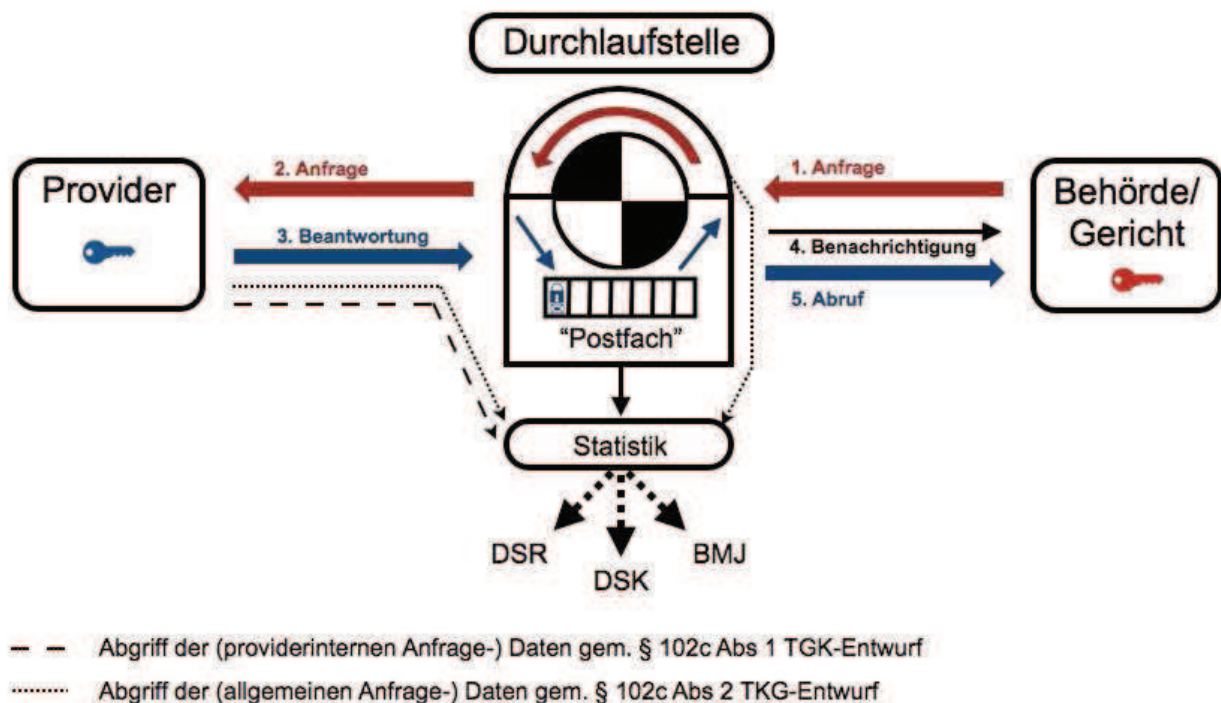 Durchlaufstelle
Provider
2. Anfrage
3. Beantwortung
1. Anfrage
4. Benachrichtigung
5. Abruf
Behörde/
Gericht
"Postfach"
Statistik
DSR
DSK
BMJ
Abgriff der (providerinternen Anfrage-) Daten gem. § 102c Abs 1 TGK-Entwurf
Abgriff der (allgemeinen Anfrage-) Daten gem. § 102c Abs 2 TKG-Entwurf